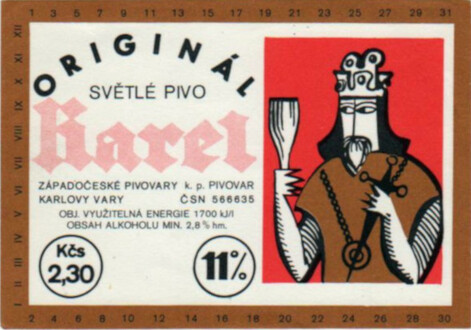 1 3 5 7 9 11 13 15 17 19 21 23 25 27 29 31
I II III IV V VI VII VIII IX X XI XII
ORIGINÁL
SVĚTLÉ PIVO
Karel
ZÁPADOČESKÉ PIVOVARY k. p. PIVOVAR
KARLOVY VARY ČSN 566635
OBJ. VYUŽITELNÁ ENERGIE 1700 kJ/l
OBSAH ALKOHOLU MIN. 2,8 % hm.
Kčs
2,30
11%
2 4 6 8 10 12 14 16 18 20 22 24 26 28 30